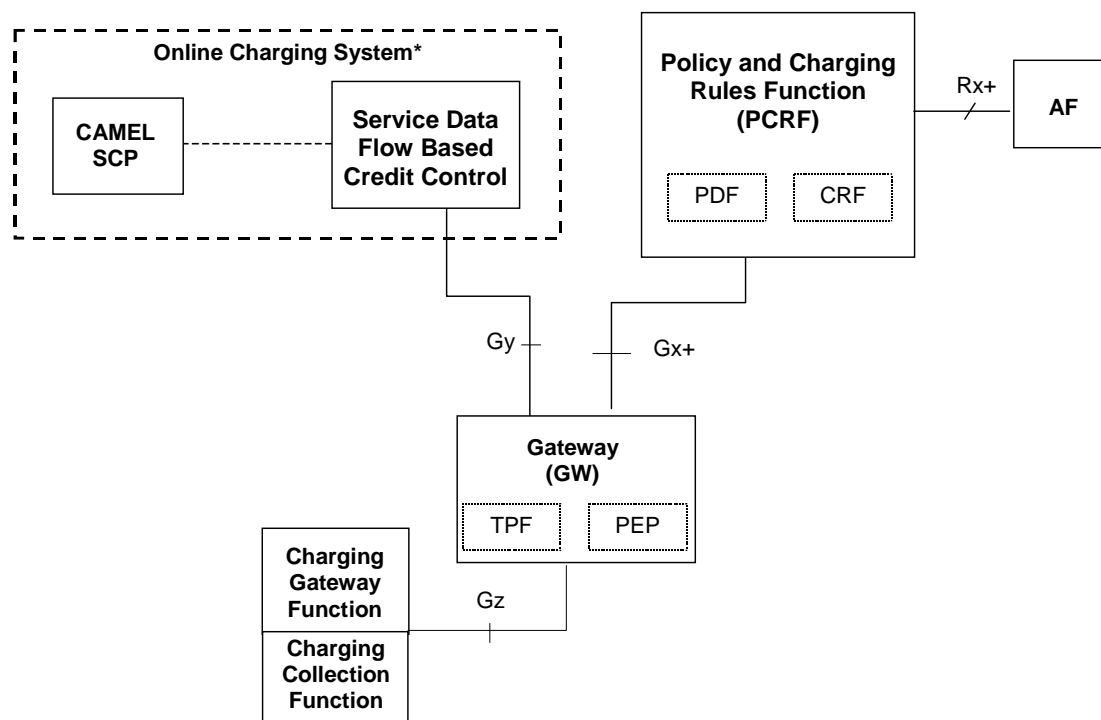 Online Charging System*
CAMEL
SCP
Service Data
Flow Based
Credit Control
Policy and Charging
Rules Function
(PCRF)
PDF
CRF
Rx+
AF
Gy
Gx+
Gateway
(GW)
TPF
PEP
Charging
Gateway
Function
Gz
Charging
Collection
Function